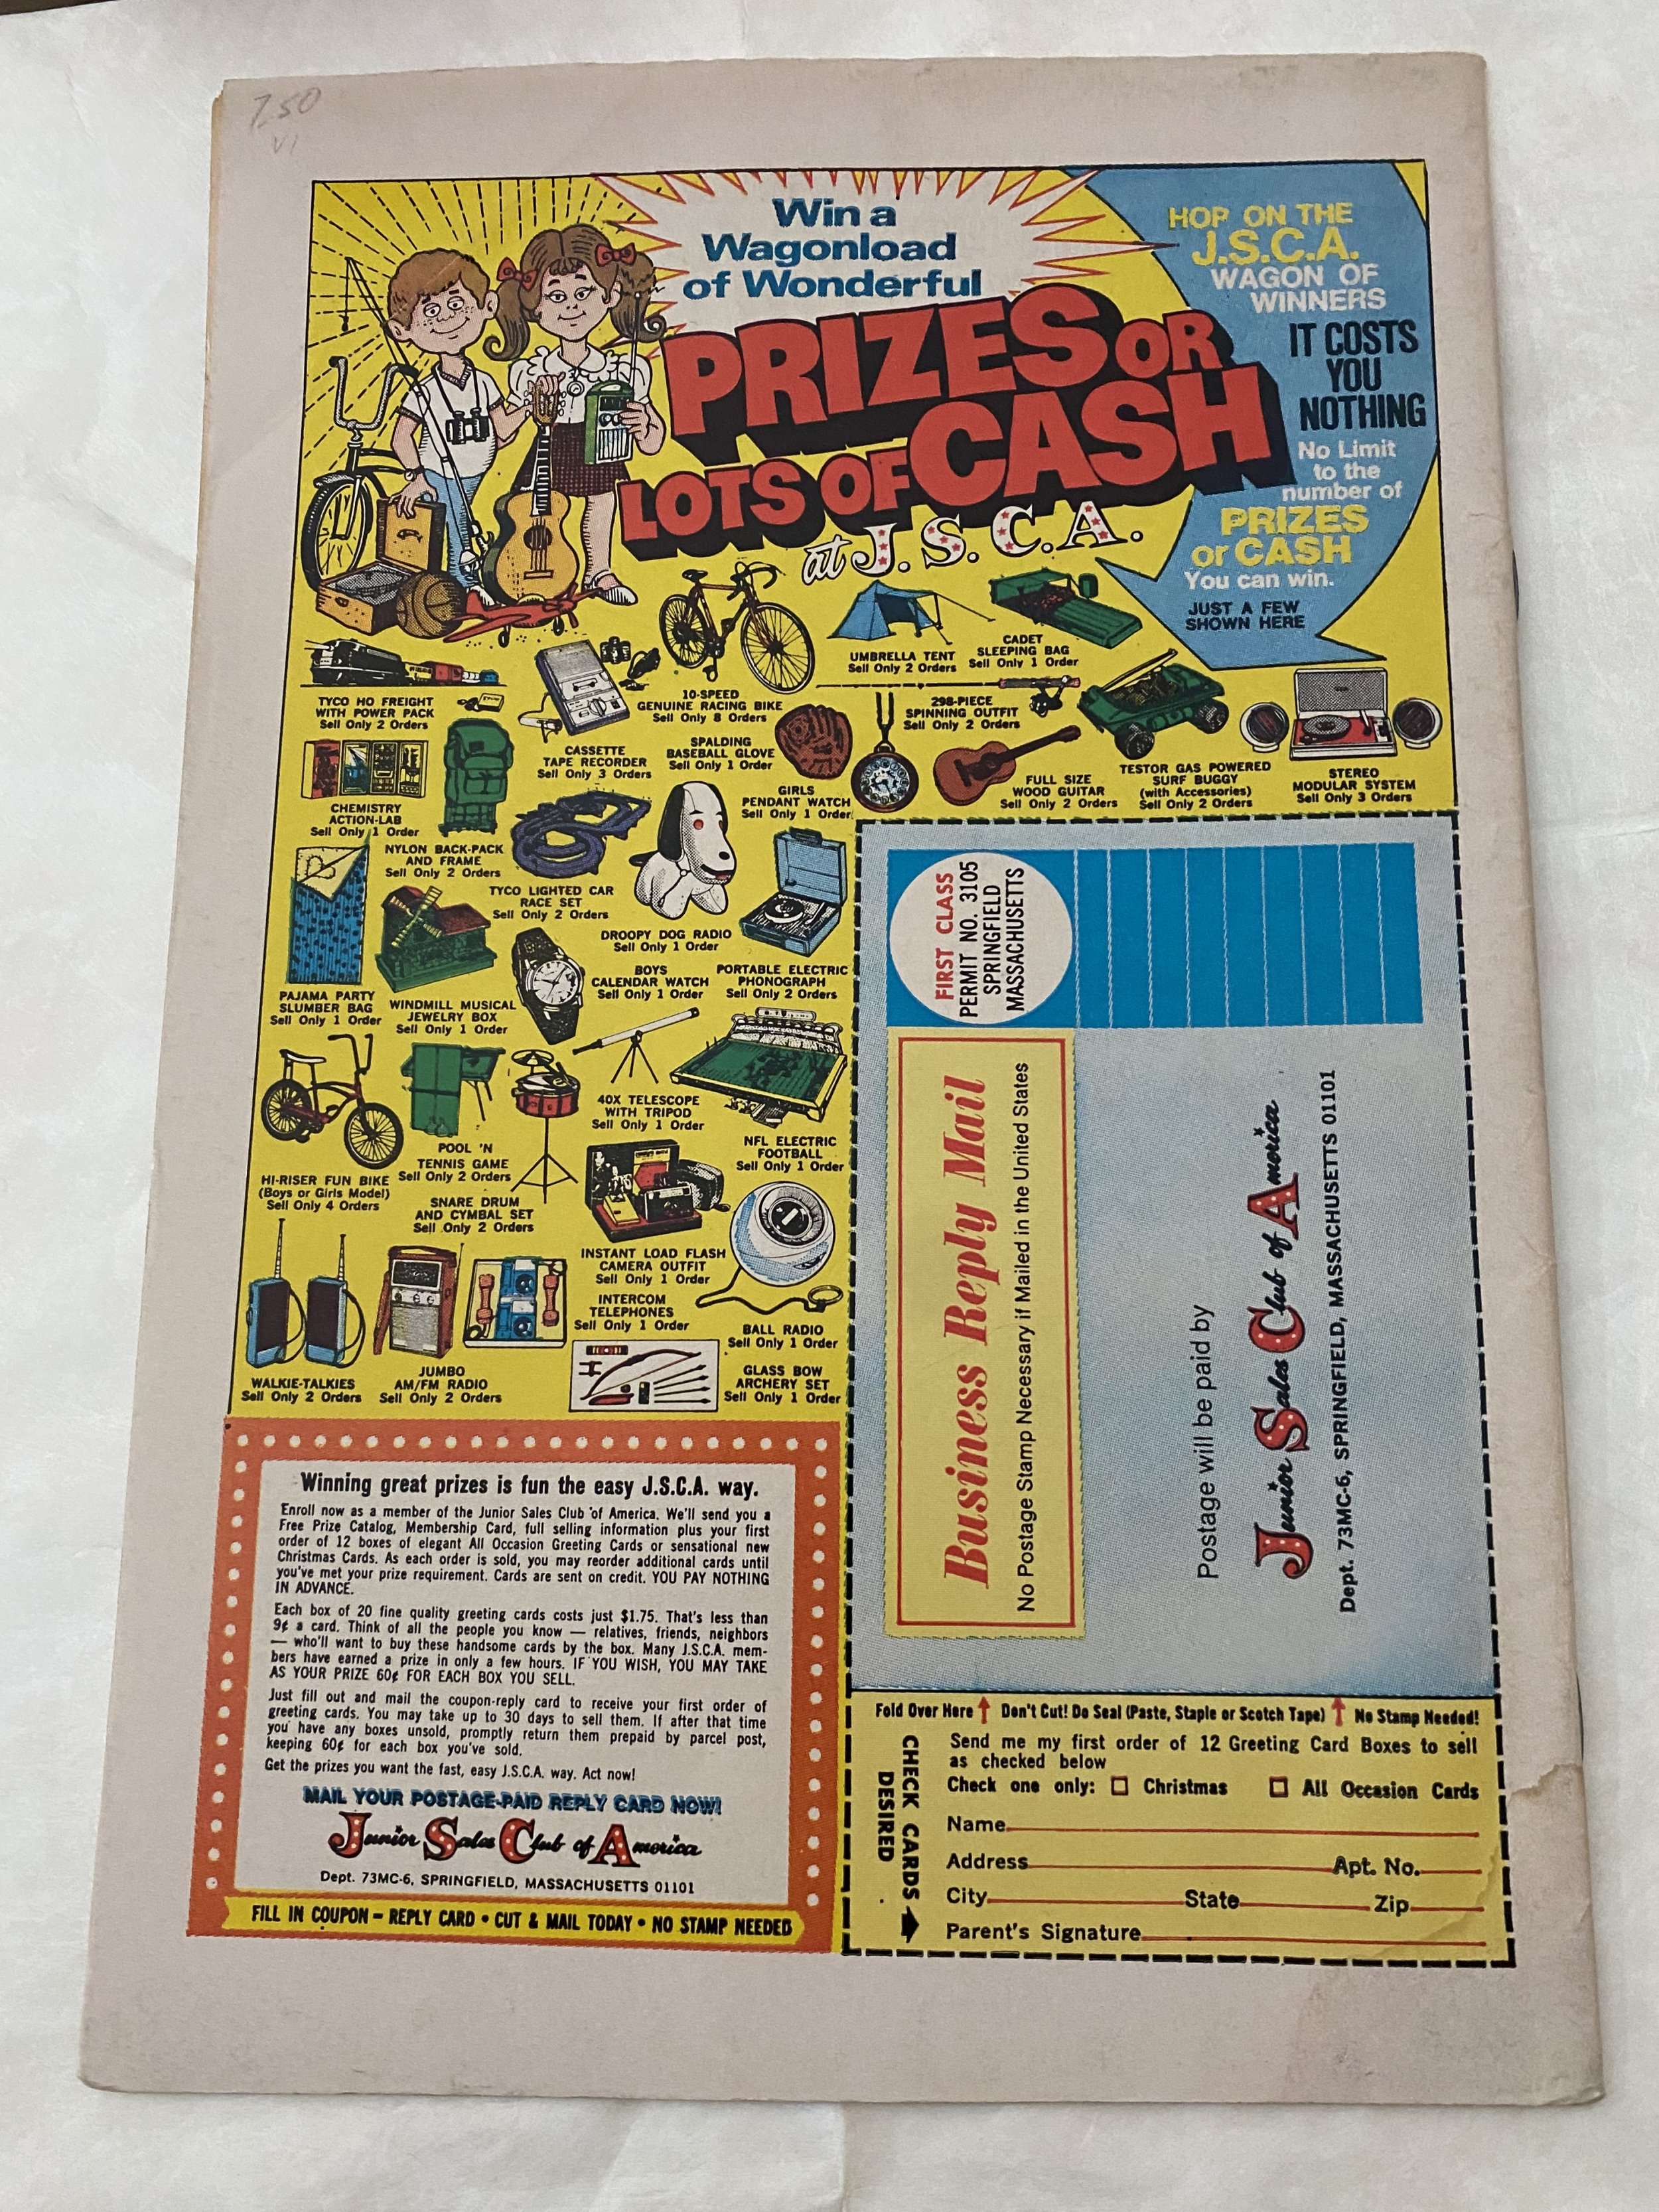 7.50
VI
Win a
Wagonload
of Wonderful
PRIZES OR
LOTS OF CASH
at J.S.C.A.
HOP ON THE
J.S.C.A.
WAGON OF
WINNERS
IT COSTS
YOU
NOTHING
No Limit
to the
number of
PRIZES
or CASH
You can win.
JUST A FEW
SHOWN HERE
UMBRELLA TENT
Sell Only 2 Orders
CADET
SLEEPING BAG
Sell Only 1 Order
TYCO HO FREIGHT
WITH POWER PACK
Sell Only 2 Orders
10-SPEED
GENUINE RACING BIKE
Sell Only 8 Orders
298-PIECE
SPINNING OUTFIT
Sell Only 2 Orders
CASSETTE
TAPE RECORDER
Sell Only 3 Orders
SPALDING
BASEBALL GLOVE
Sell Only 1 Order
GIRLS
PENDANT WATCH
Sell Only 1 Order
FULL SIZE
WOOD GUITAR
Sell Only 2 Orders
TESTOR GAS POWERED
SURF BUGGY
(with Accessories)
Sell Only 2 Orders
STEREO
MODULAR SYSTEM
Sell Only 3 Orders
CHEMISTRY
ACTION-LAB
Sell Only 1 Order
NYLON BACK-PACK
AND FRAME
Sell Only 2 Orders
TYCO LIGHTED CAR
RACE SET
Sell Only 2 Orders
DROOPY DOG RADIO
Sell Only 1 Order
PAJAMA PARTY
SLUMBER BAG
Sell Only 1 Order
WINDMILL MUSICAL
JEWELRY BOX
Sell Only 1 Order
BOYS
CALENDAR WATCH
Sell Only 1 Order
PORTABLE ELECTRIC
PHONOGRAPH
Sell Only 2 Orders
40X TELESCOPE
WITH TRIPOD
Sell Only 1 Order
NFL ELECTRIC
FOOTBALL
Sell Only 1 Order
HI-RISER FUN BIKE
(Boys or Girls Model)
Sell Only 4 Orders
POOL 'N
TENNIS GAME
Sell Only 2 Orders
SNARE DRUM
AND CYMBAL SET
Sell Only 2 Orders
INSTANT LOAD FLASH
CAMERA OUTFIT
Sell Only 1 Order
INTERCOM
TELEPHONES
Sell Only 1 Order
BALL RADIO
Sell Only 1 Order
WALKIE-TALKIES
Sell Only 2 Orders
JUMBO
AM/FM RADIO
Sell Only 2 Orders
GLASS BOW
ARCHERY SET
Sell Only 1 Order
Winning great prizes is fun the easy J.S.C.A. way.
Enroll now as a member of the Junior Sales Club of America. We'll send you a
Free Prize Catalog, Membership Card, full selling information plus your first
order of 12 boxes of elegant All Occasion Greeting Cards or sensational new
Christmas Cards. As each order is sold, you may reorder additional cards until
you've met your prize requirement. Cards are sent on credit. YOU PAY NOTHING
IN ADVANCE.
Each box of 20 fine quality greeting cards costs just $1.75. That's less than
9¢ a card. Think of all the people you know — relatives, friends, neighbors
— who'll want to buy these handsome cards by the box. Many J.S.C.A. mem-
bers have earned a prize in only a few hours. IF YOU WISH, YOU MAY TAKE
AS YOUR PRIZE 60¢ FOR EACH BOX YOU SELL.
Just fill out and mail the coupon-reply card to receive your first order of
greeting cards. You may take up to 30 days to sell them. If after that time
you have any boxes unsold, promptly return them prepaid by parcel post,
keeping 60¢ for each box you've sold.
Get the prizes you want the fast, easy J.S.C.A. way. Act now!
MAIL YOUR POSTAGE-PAID REPLY CARD NOW!
Junior Sales Club of America
Dept. 73MC-6, SPRINGFIELD, MASSACHUSETTS 01101
FILL IN COUPON – REPLY CARD • CUT & MAIL TODAY • NO STAMP NEEDED
FIRST CLASS
PERMIT NO. 3105
SPRINGFIELD
MASSACHUSETTS
Business Reply Mail
No Postage Stamp Necessary if Mailed in the United States
Postage will be paid by
Junior Sales Club of America
Dept. 73MC-6, SPRINGFIELD, MASSACHUSETTS 01101
Fold Over Here ↑ Don't Cut! Do Seal (Paste, Staple or Scotch Tape) ↑ No Stamp Needed!
CHECK CARDS
DESIRED
Send me my first order of 12 Greeting Card Boxes to sell
as checked below
Check one only: ☐ Christmas ☐ All Occasion Cards
Name
Address Apt. No.
City State Zip
Parent's Signature